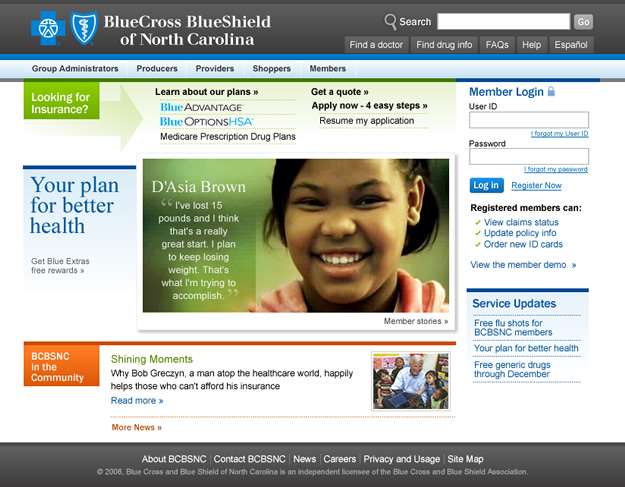 BlueCross BlueShield
of North Carolina
Search
Go
Find a doctor
Find drug info
FAQs
Help
Español
Group Administrators
Producers
Providers
Shoppers
Members
Looking for
Insurance?
Learn about our plans »
BlueAdvantage
BlueOptionsHSA
Medicare Prescription Drug Plans
Get a quote »
Apply now - 4 easy steps »
Resume my application
Member Login
User ID
I forgot my User ID
Password
I forgot my password
Log in
Register Now
Registered members can:
View claims status
Update policy info
Order new ID cards
View the member demo »
Your plan
for better
health
Get Blue Extras
free rewards »
D'Asia Brown
“ I've lost 15
pounds and I think
that's a really
great start. I plan
to keep losing
weight. That's
what I'm trying to
accomplish. ”
Member stories »
Service Updates
Free flu shots for
BCBSNC members
Your plan for better health
Free generic drugs
through December
BCBSNC
in the
Community
Shining Moments
Why Bob Greczyn, a man atop the healthcare world, happily
helps those who can't afford his insurance
Read more »
More News »
About BCBSNC | Contact BCBSNC | News | Careers | Privacy and Usage | Site Map
© 2006, Blue Cross and Blue Shield of North Carolina is an independent licensee of the Blue Cross and Blue Shield Association.